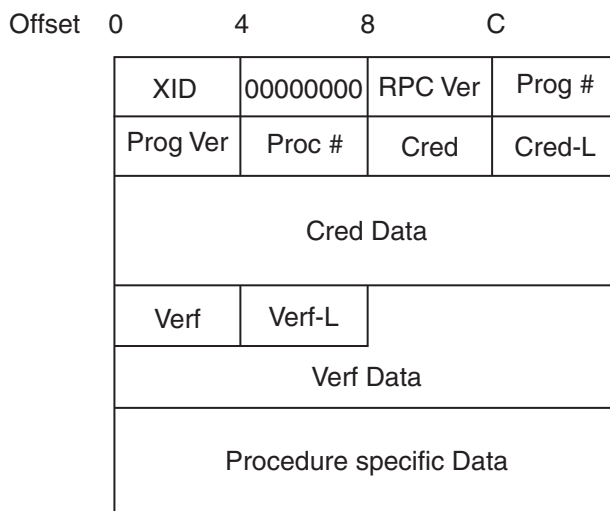 Offset 0 4 8 C
XID 00000000 RPC Ver Prog #
Prog Ver Proc # Cred Cred-L
Cred Data
Verf Verf-L
Verf Data
Procedure specific Data